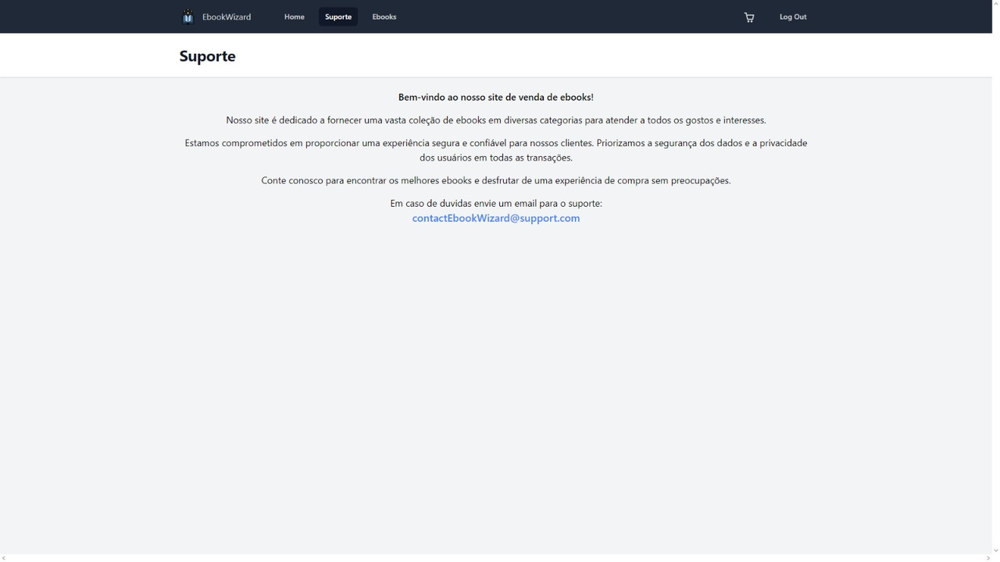 EbookWizard
Home
Suporte
Ebooks
Log Out
Suporte
Bem-vindo ao nosso site de venda de ebooks!
Nosso site é dedicado a fornecer uma vasta coleção de ebooks em diversas categorias para atender a todos os gostos e interesses.
Estamos comprometidos em proporcionar uma experiência segura e confiável para nossos clientes. Priorizamos a segurança dos dados e a privacidade
dos usuários em todas as transações.
Conte conosco para encontrar os melhores ebooks e desfrutar de uma experiência de compra sem preocupações.
Em caso de duvidas envie um email para o suporte:
contactEbookWizard@support.com